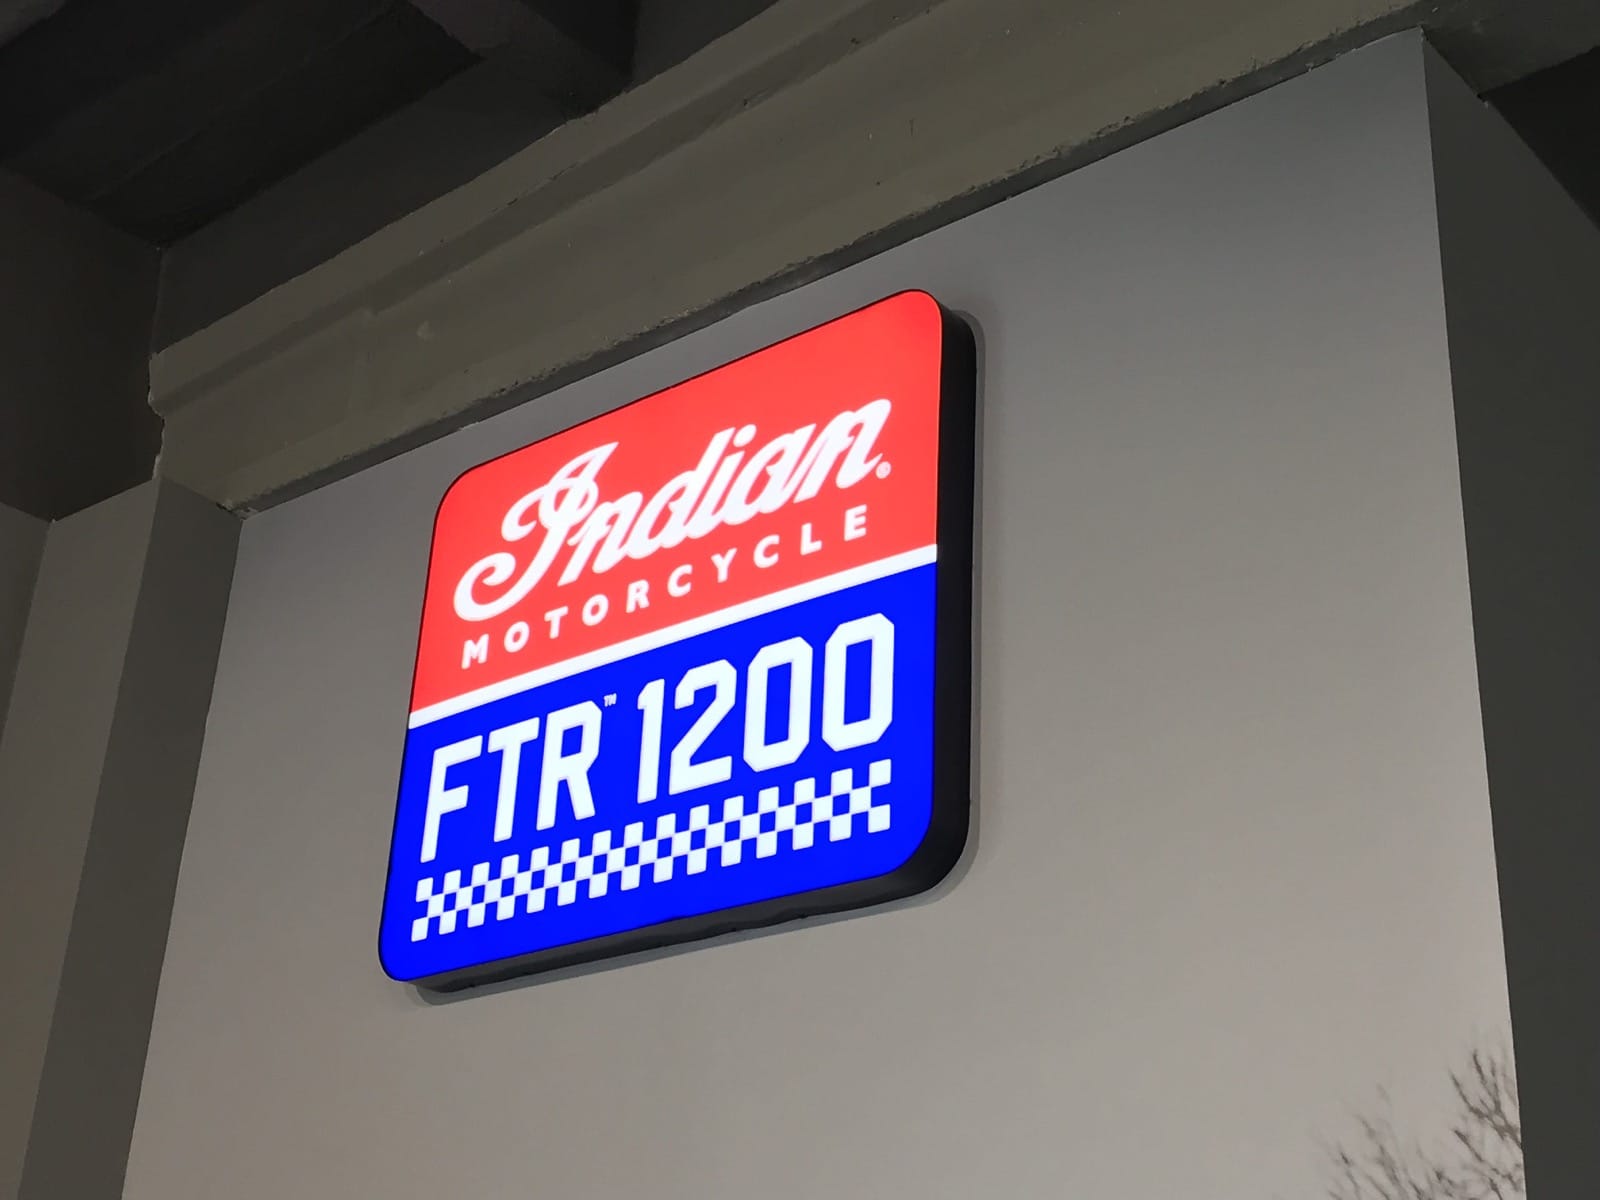 Indian®
MOTORCYCLE
FTR™ 1200